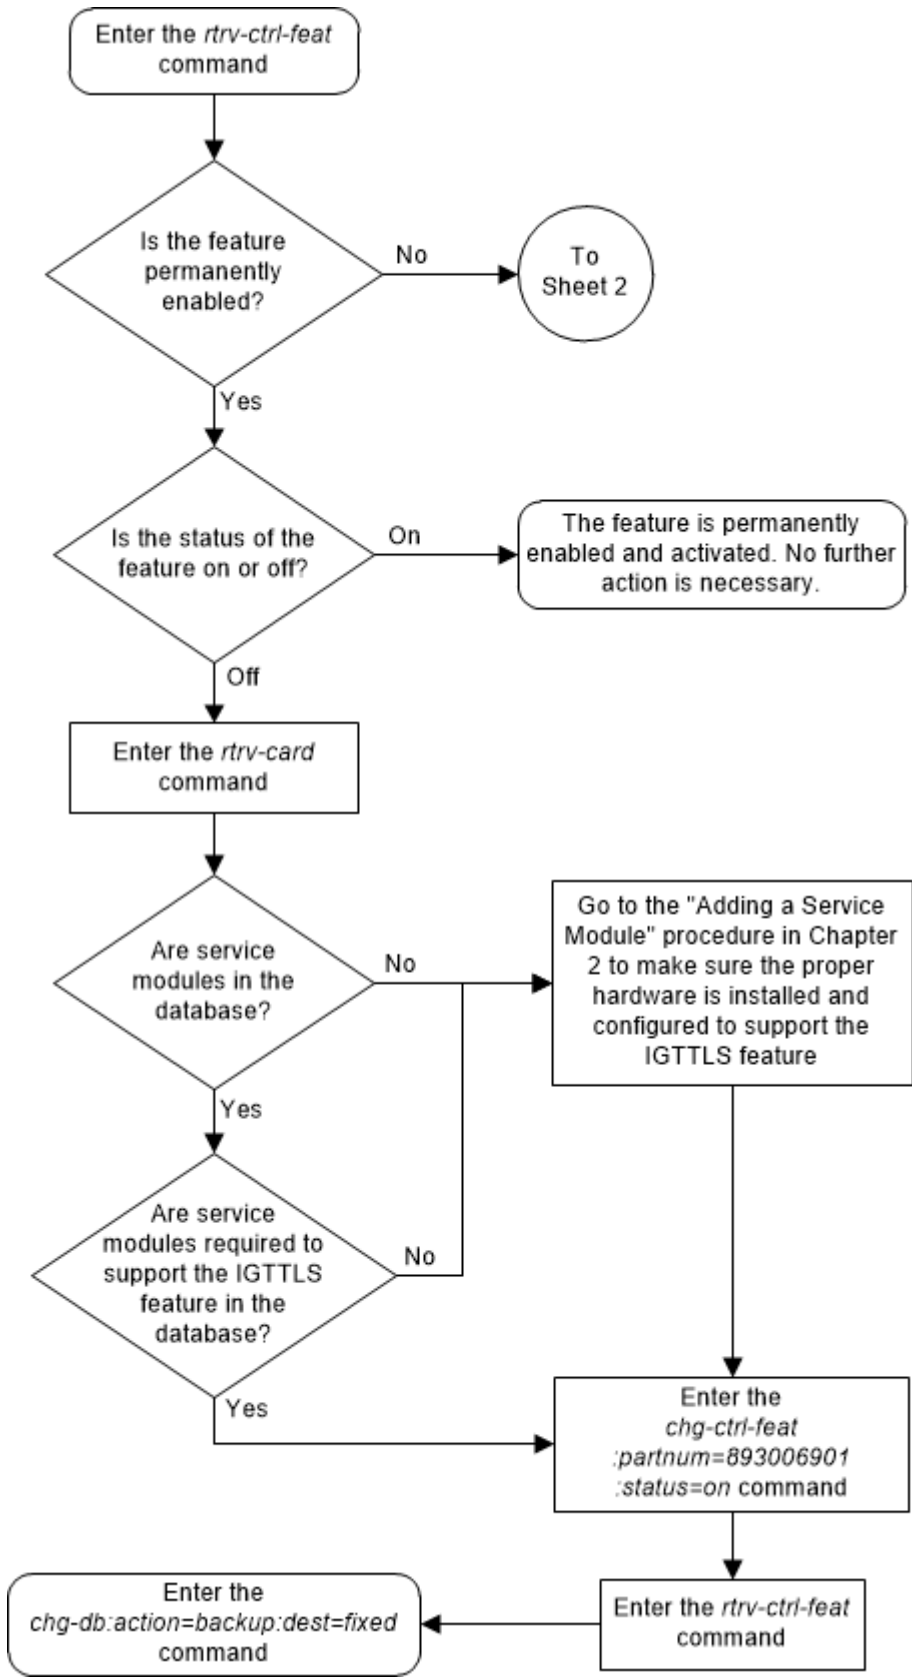 Enter the rtrv-ctrl-feat
command
Is the feature
permanently
enabled?
No
To
Sheet 2
Yes
Is the status of the
feature on or off?
On
The feature is permanently
enabled and activated. No further
action is necessary.
Off
Enter the rtrv-card
command
Are service
modules in the
database?
No
Go to the "Adding a Service
Module" procedure in Chapter
2 to make sure the proper
hardware is installed and
configured to support the
IGTTLS feature
Yes
Are service
modules required to
support the IGTTLS
feature in the
database?
No
Yes
Enter the
chg-ctrl-feat
:partnum=893006901
:status=on command
Enter the rtrv-ctrl-feat
command
Enter the
chg-db:action=backup:dest=fixed
command